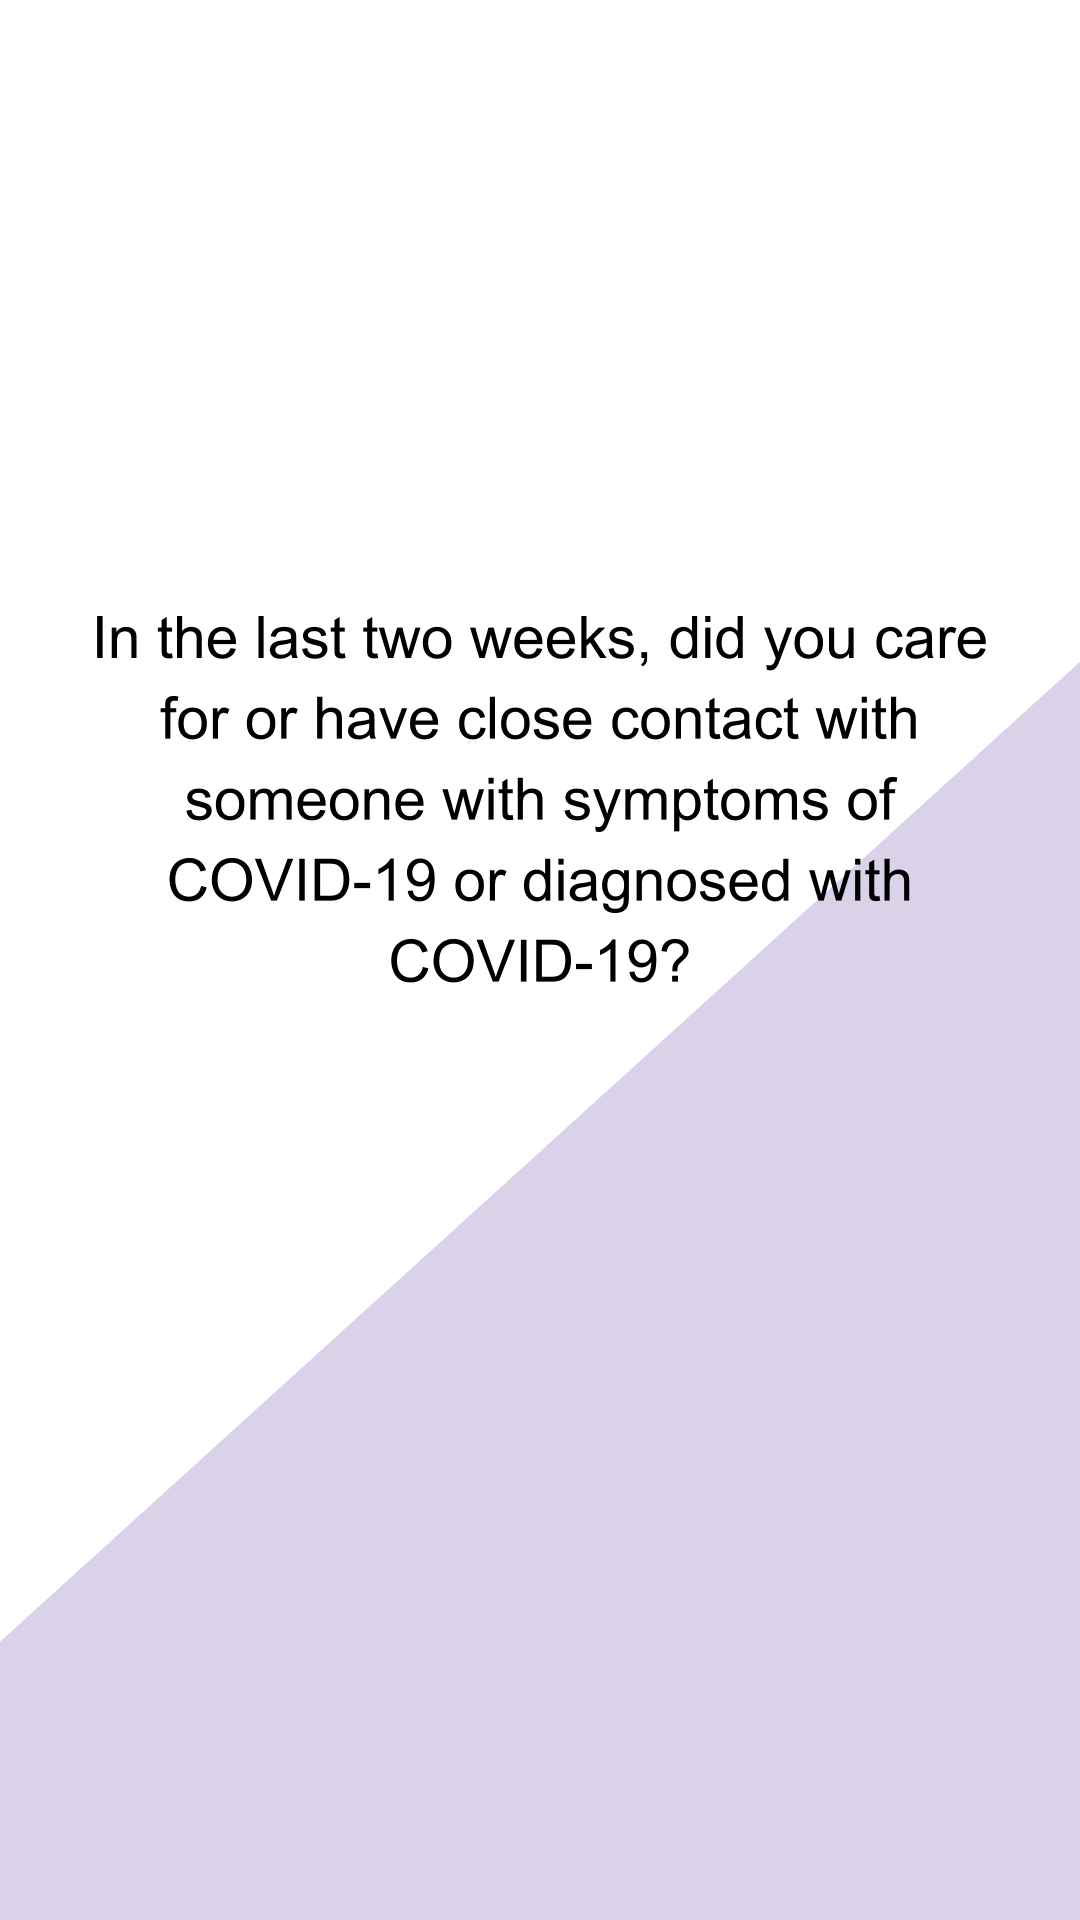 In the last two weeks, did you care
for or have close contact with
someone with symptoms of
COVID-19 or diagnosed with
COVID-19?